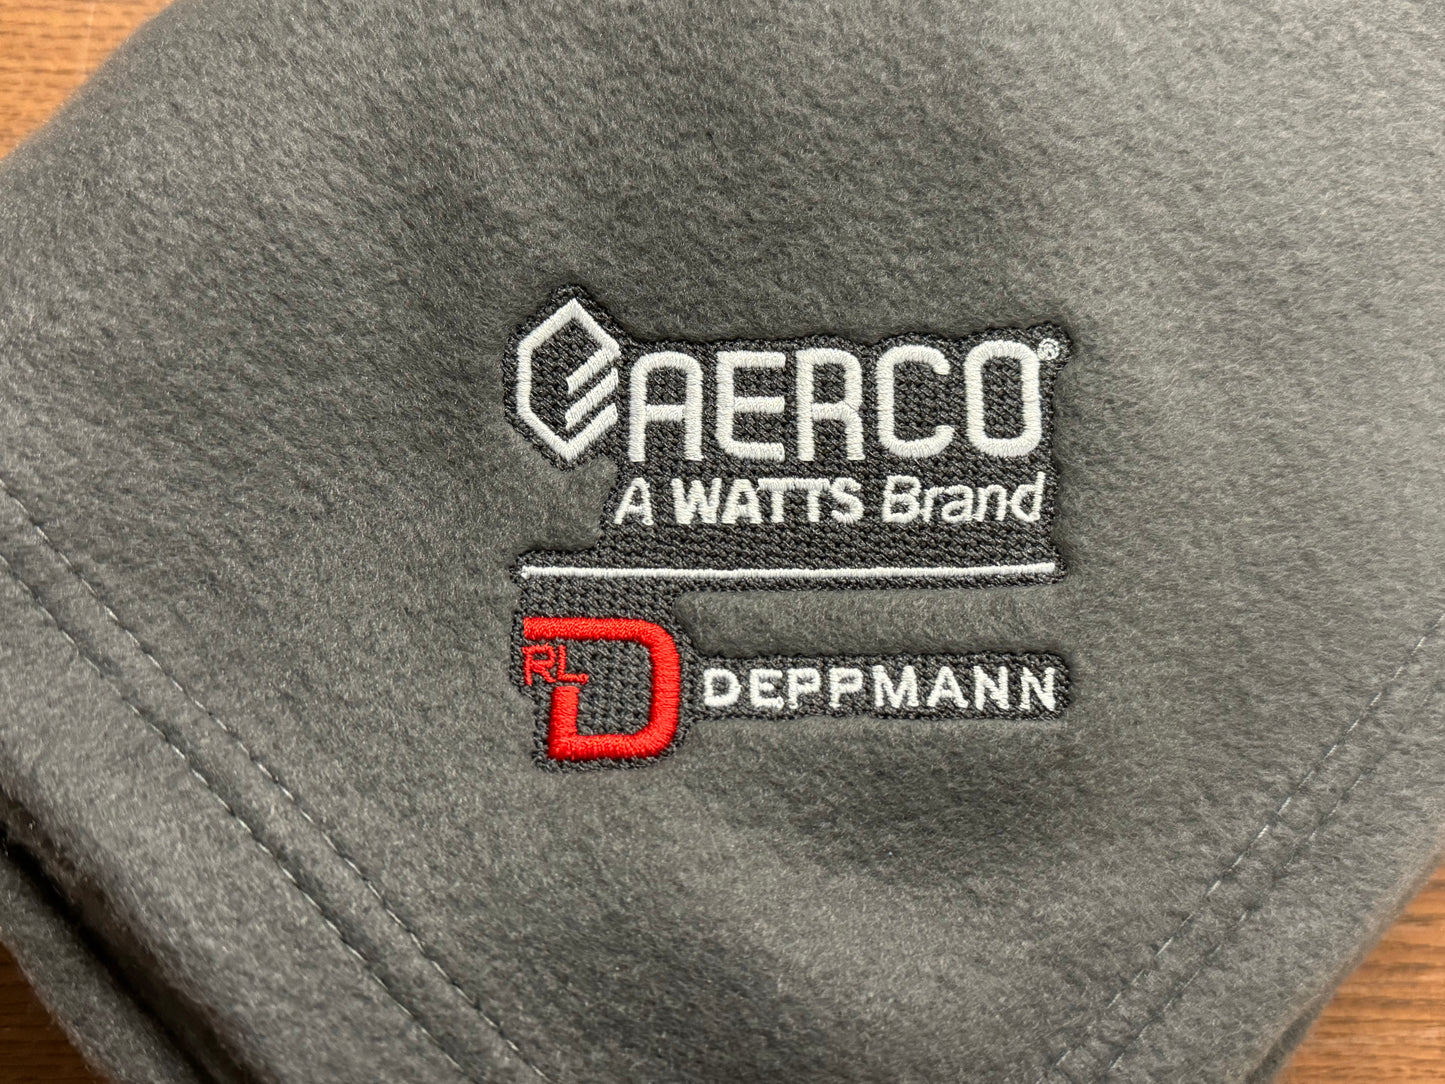 AERCO®
A WATTS Brand
RL
DEPPMANN